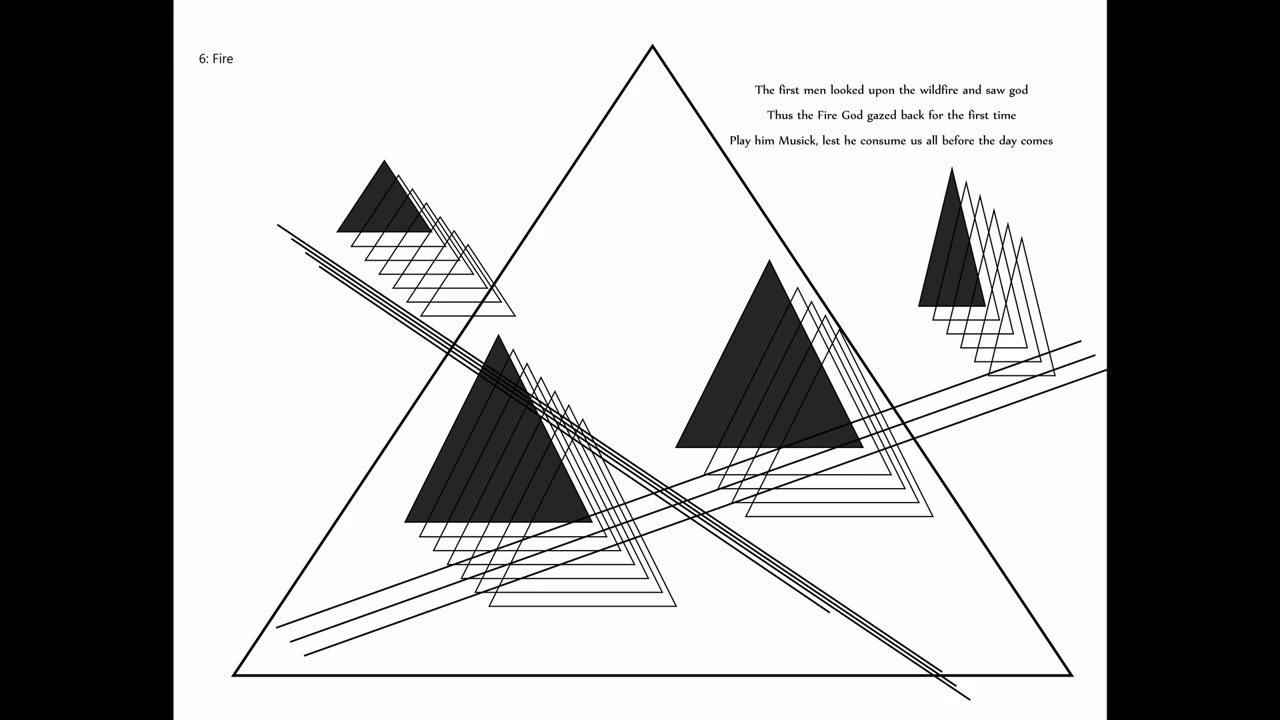 6: Fire
The first men looked upon the wildfire and saw god
Thus the Fire God gazed back for the first time
Play him Musick, lest he consume us all before the day comes